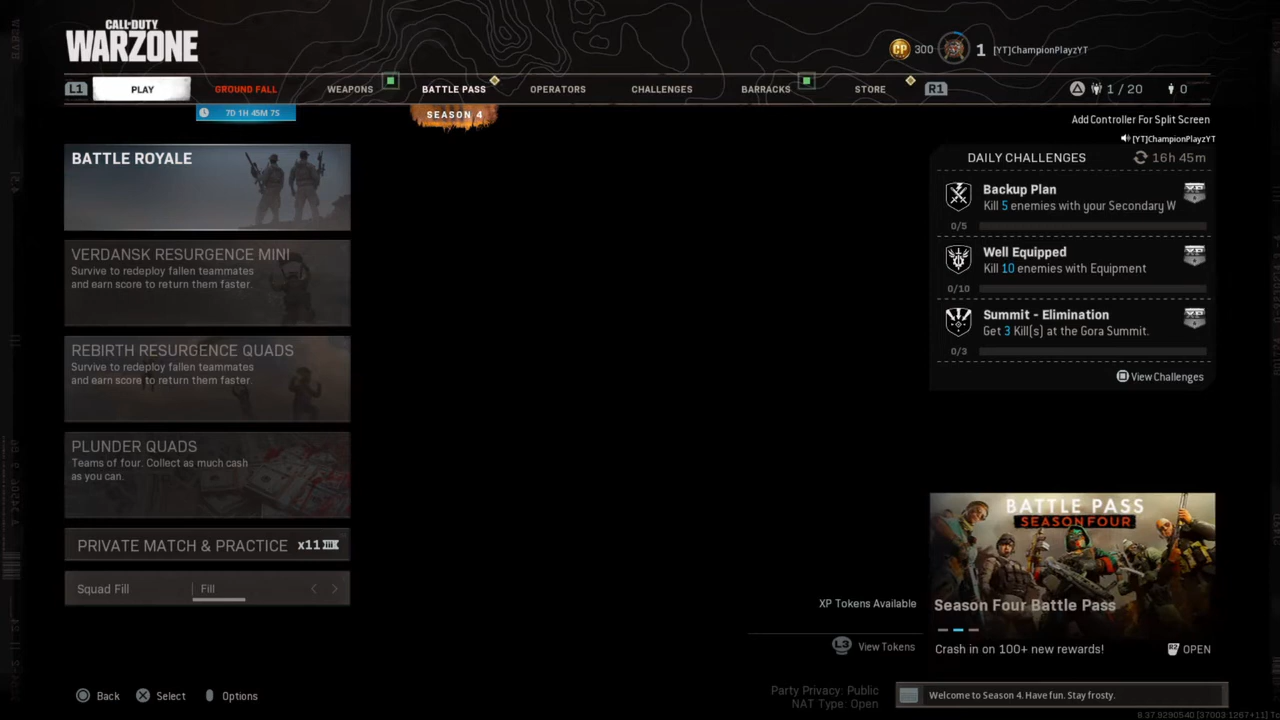 CALL·DUTY
WARZONE
CP 300
1
[YT]ChampionPlayzYT
L1
PLAY
GROUND FALL
WEAPONS
BATTLE PASS
OPERATORS
CHALLENGES
BARRACKS
STORE
R1
1 / 20
0
7D 1H 45M 7S
SEASON 4
Add Controller For Split Screen
[YT]ChampionPlayzYT
BATTLE ROYALE
VERDANSK RESURGENCE MINI
Survive to redeploy fallen teammates
and earn score to return them faster.
REBIRTH RESURGENCE QUADS
Survive to redeploy fallen teammates
and earn score to return them faster.
PLUNDER QUADS
Teams of four. Collect as much cash
as you can.
PRIVATE MATCH & PRACTICE x11
Squad Fill
Fill
DAILY CHALLENGES
16h 45m
Backup Plan
Kill 5 enemies with your Secondary W
XP
0/5
Well Equipped
Kill 10 enemies with Equipment
XP
0/10
Summit - Elimination
Get 3 Kill(s) at the Gora Summit.
XP
0/3
View Challenges
BATTLE PASS
SEASON FOUR
Season Four Battle Pass
Crash in on 100+ new rewards!
R2 OPEN
XP Tokens Available
L3 View Tokens
Back
Select
Options
Party Privacy: Public
NAT Type: Open
Welcome to Season 4. Have fun. Stay frosty.